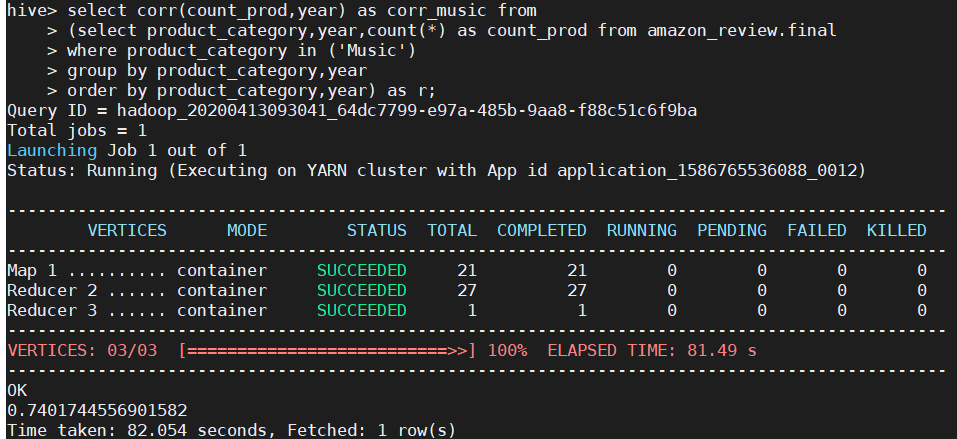 hive> select corr(count_prod,year) as corr_music from
    > (select product_category,year,count(*) as count_prod from amazon_review.final
    > where product_category in ('Music')
    > group by product_category,year
    > order by product_category,year) as r;
Query ID = hadoop_20200413093041_64dc7799-e97a-485b-9aa8-f88c51c6f9ba
Total jobs = 1
Launching Job 1 out of 1
Status: Running (Executing on YARN cluster with App id application_1586765536088_0012)
----------------------------------------------------------------------------------------------
        VERTICES      MODE        STATUS  TOTAL  COMPLETED  RUNNING  PENDING  FAILED  KILLED
----------------------------------------------------------------------------------------------
Map 1 .......... container     SUCCEEDED     21         21        0        0       0       0
Reducer 2 ...... container     SUCCEEDED     27         27        0        0       0       0
Reducer 3 ...... container     SUCCEEDED      1          1        0        0       0       0
----------------------------------------------------------------------------------------------
VERTICES: 03/03  [==========================>>] 100%  ELAPSED TIME: 81.49 s
----------------------------------------------------------------------------------------------
OK
0.7401744556901582
Time taken: 82.054 seconds, Fetched: 1 row(s)